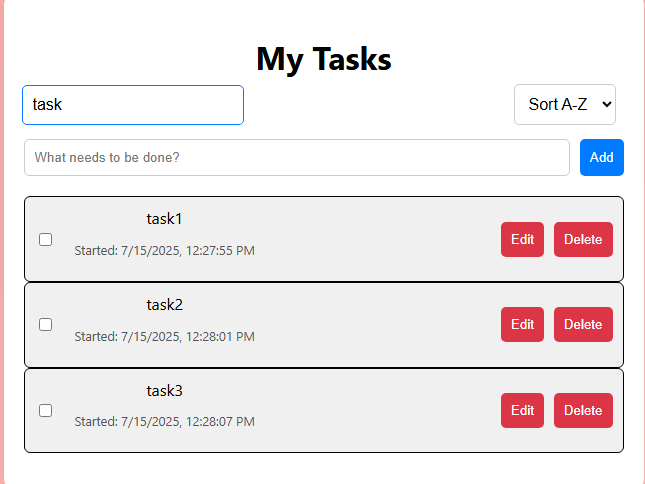 My Tasks
task
Sort A-Z
What needs to be done?
Add
task1
Started: 7/15/2025, 12:27:55 PM
Edit
Delete
task2
Started: 7/15/2025, 12:28:01 PM
Edit
Delete
task3
Started: 7/15/2025, 12:28:07 PM
Edit
Delete